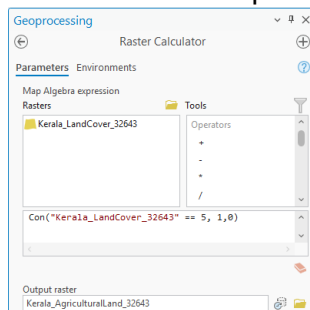 Geoprocessing
Raster Calculator
Parameters Environments
Map Algebra expression
Rasters Tools
Kerala_LandCover_32643 Operators
+
-
*
/
Con("Kerala_LandCover_32643" == 5, 1,0)
Output raster
Kerala_AgriculturalLand_32643